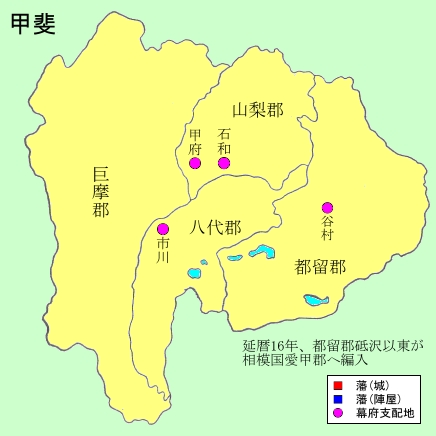 甲斐
山梨郡
甲府
石和
巨摩郡
八代郡
谷村
市川
都留郡
延暦16年、都留郡砥沢以東が
相模国愛甲郡へ編入
藩（城）
藩（陣屋）
幕府支配地